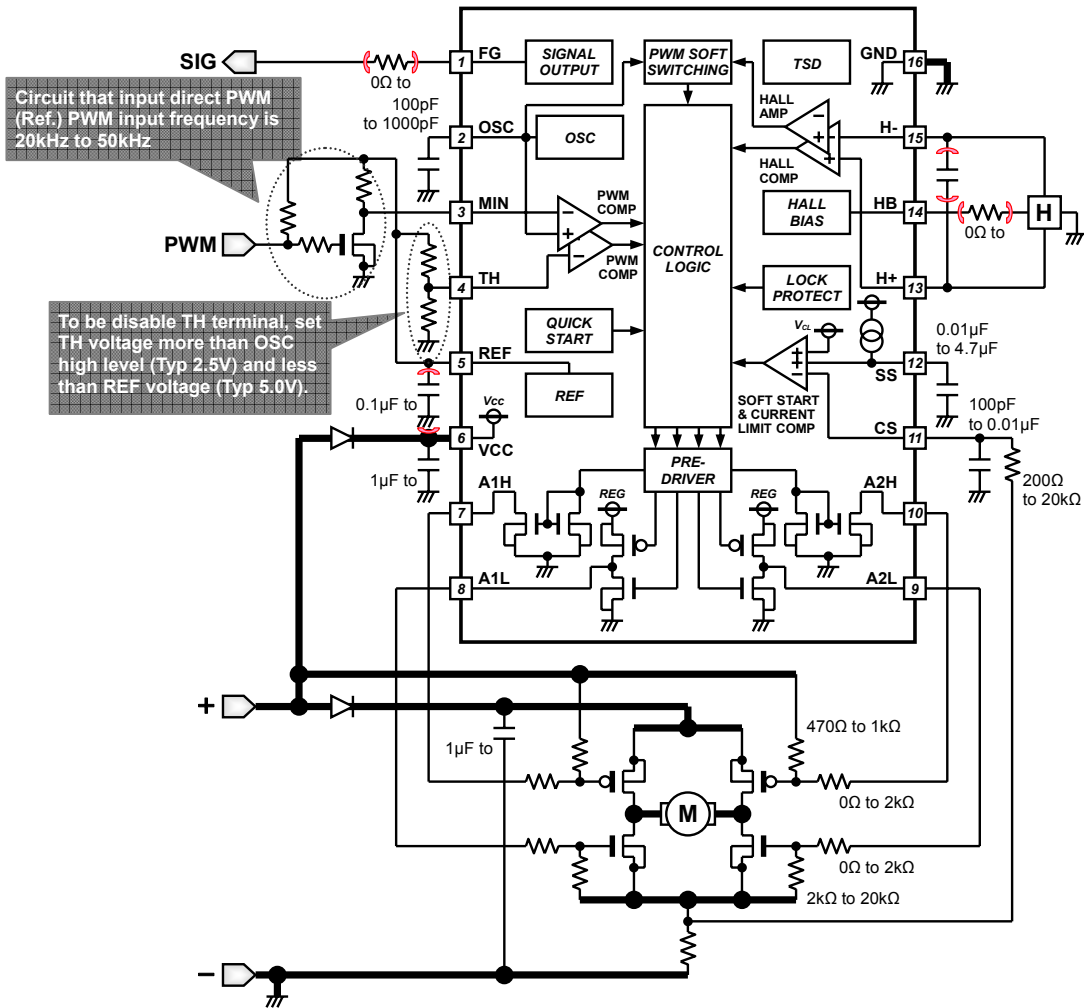 SIG
0Ω to
1
FG
SIGNAL
OUTPUT
PWM SOFT
SWITCHING
TSD
GND
16
Circuit that input direct PWM
(Ref.) PWM input frequency is
20kHz to 50kHz
100pF
to 1000pF
2
OSC
OSC
HALL
AMP
HALL
COMP
H-
15
–
+
+
PWM
3
MIN
PWM
COMP
PWM
COMP
–
+
–
CONTROL
LOGIC
HALL
BIAS
HB
14
0Ω to
H
4
TH
LOCK
PROTECT
H+
13
To be disable TH terminal, set
TH voltage more than OSC
high level (Typ 2.5V) and less
than REF voltage (Typ 5.0V).
QUICK
START
5
REF
REF
0.1µF to
VCL
+
+
–
SOFT START
& CURRENT
LIMIT COMP
SS
12
0.01µF
to 4.7µF
Vcc
6
VCC
1µF to
CS
11
100pF
to 0.01µF
200Ω
to 20kΩ
PRE-
DRIVER
A1H
7
REG
REG
A2H
10
A1L
8
A2L
9
+
1µF to
470Ω to 1kΩ
0Ω to 2kΩ
M
0Ω to 2kΩ
2kΩ to 20kΩ
–